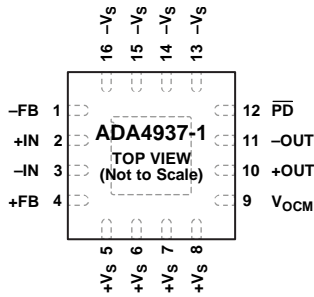 16 –VS
15 –VS
14 –VS
13 –VS
–FB 1
+IN 2
–IN 3
+FB 4
ADA4937-1
TOP VIEW
(Not to Scale)
12 PD
11 –OUT
10 +OUT
9 VOCM
+VS 5
+VS 6
+VS 7
+VS 8